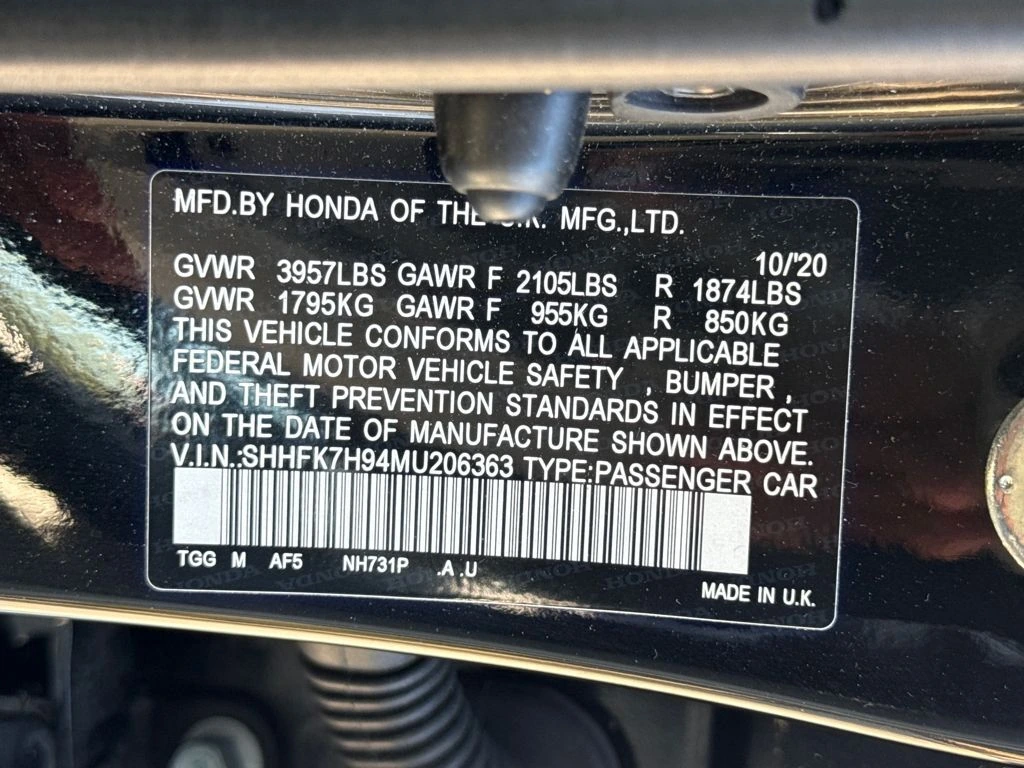 MFD.BY HONDA OF THE U.K. MFG.,LTD.
10/'20
GVWR 3957LBS GAWR F 2105LBS R 1874LBS
GVWR 1795KG GAWR F 955KG R 850KG
THIS VEHICLE CONFORMS TO ALL APPLICABLE
FEDERAL MOTOR VEHICLE SAFETY , BUMPER ,
AND THEFT PREVENTION STANDARDS IN EFFECT
ON THE DATE OF MANUFACTURE SHOWN ABOVE.
V.I.N.:SHHFK7H94MU206363 TYPE:PASSENGER CAR
TGG M AF5 NH731P .A .U
MADE IN U.K.